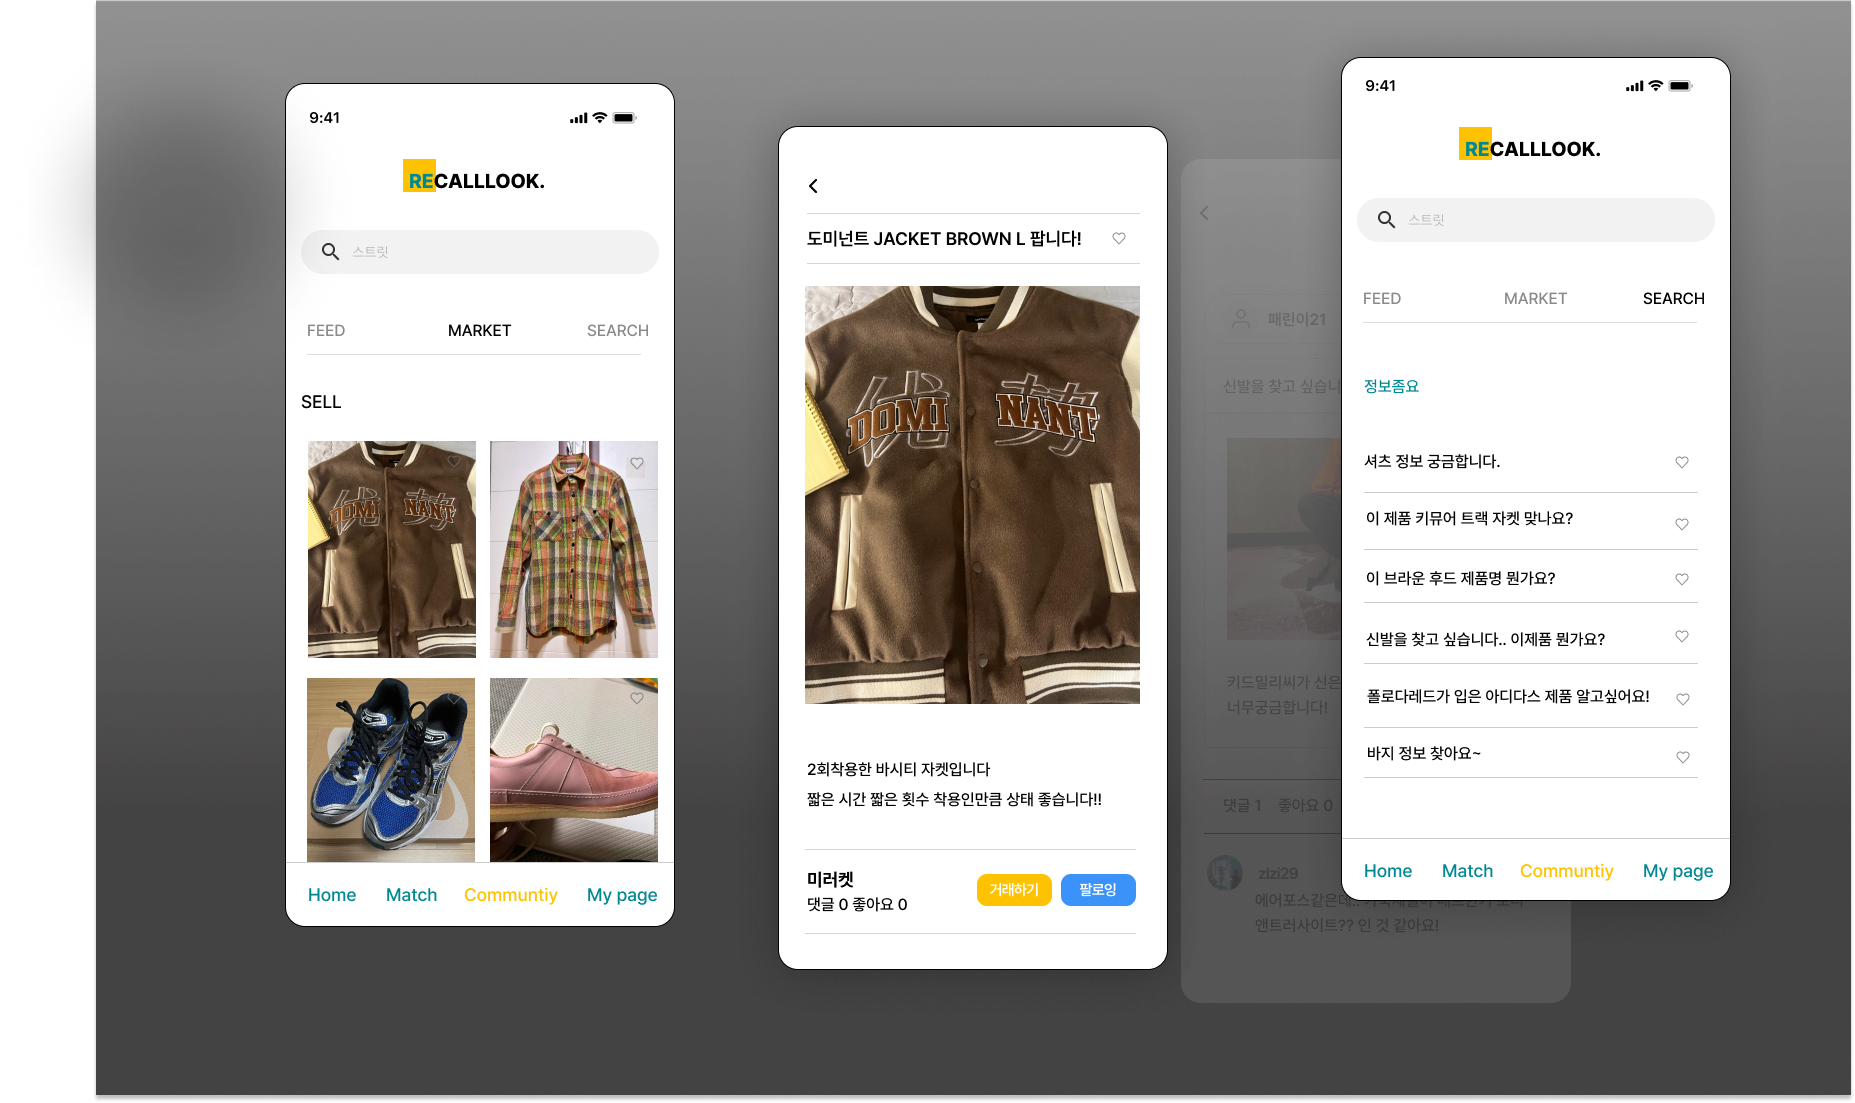 9:41
RECALLLOOK.
스트릿
FEED MARKET SEARCH
SELL
DOMI NANT
Home Match Communtiy My page
도미넌트 JACKET BROWN L 팝니다!
DOMI NANT
2회착용한 바시티 자켓입니다
짧은 시간 짧은 횟수 착용인만큼 상태 좋습니다!!
미러켓
댓글 0 좋아요 0
거래하기 팔로잉
패린이21
신발을 찾고 싶습니
키드밀리씨가 신은
너무궁금합니다!
댓글 1 좋아요 0
zizi29
에어포스같은데..
앤트러사이트?? 인 것 같아요!
9:41
RECALLLOOK.
스트릿
FEED MARKET SEARCH
정보좀요
셔츠 정보 궁금합니다.
이 제품 키뮤어 트랙 자켓 맞나요?
이 브라운 후드 제품명 뭔가요?
신발을 찾고 싶습니다.. 이제품 뭔가요?
폴로다레드가 입은 아디다스 제품 알고싶어요!
바지 정보 찾아요~
Home Match Communtiy My page